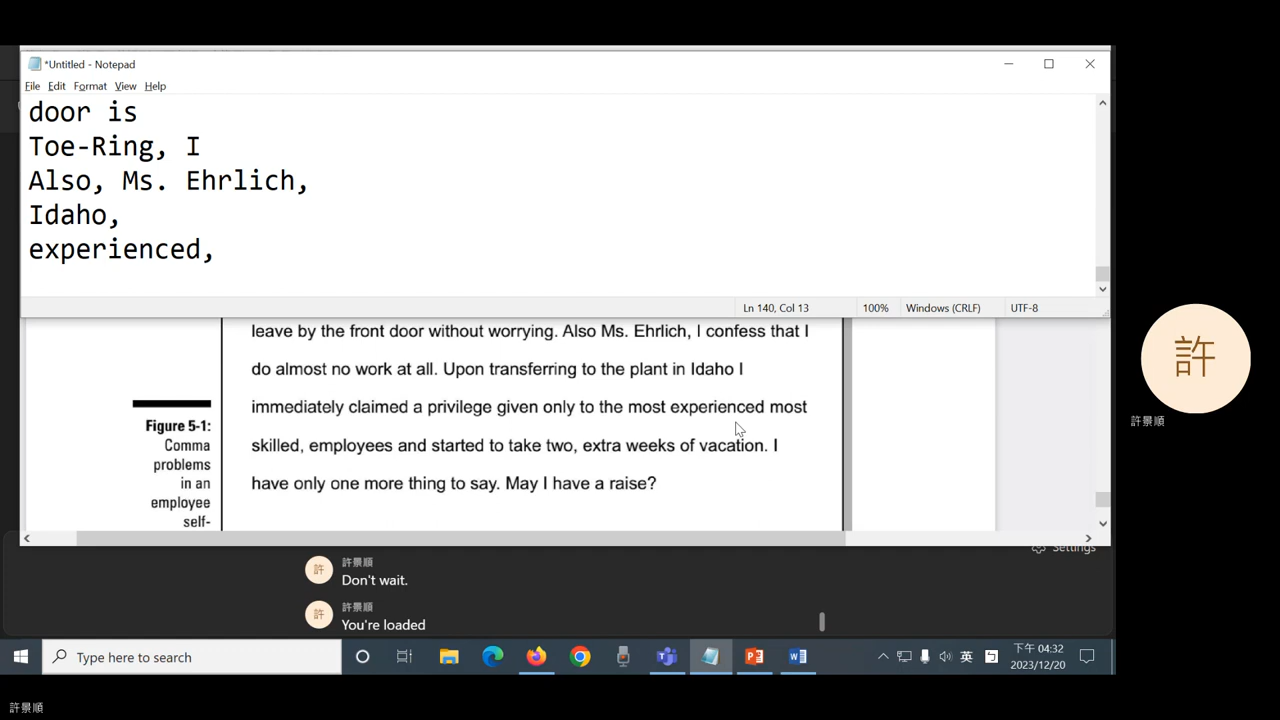 *Untitled - Notepad
File Edit Format View Help
door is
Toe-Ring, I
Also, Ms. Ehrlich,
Idaho,
experienced,
Ln 140, Col 13 100% Windows (CRLF) UTF-8
leave by the front door without worrying. Also Ms. Ehrlich, I confess that I
do almost no work at all. Upon transferring to the plant in Idaho I
immediately claimed a privilege given only to the most experienced most
skilled, employees and started to take two, extra weeks of vacation. I
have only one more thing to say. May I have a raise?
Figure 5-1:
Comma
problems
in an
employee
self-
Settings
許 許景順
Don't wait.
許 許景順
You're loaded
許
許景順
Type here to search
英
下午 04:32
2023/12/20
許景順